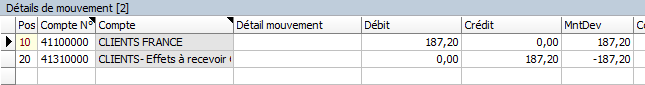 Détails de mouvement [2]
Pos Compte N° Compte Détail mouvement Débit Crédit MntDev
10 41100000 CLIENTS FRANCE 187,20 0,00 187,20
20 41310000 CLIENTS- Effets à recevoir 0,00 187,20 -187,20